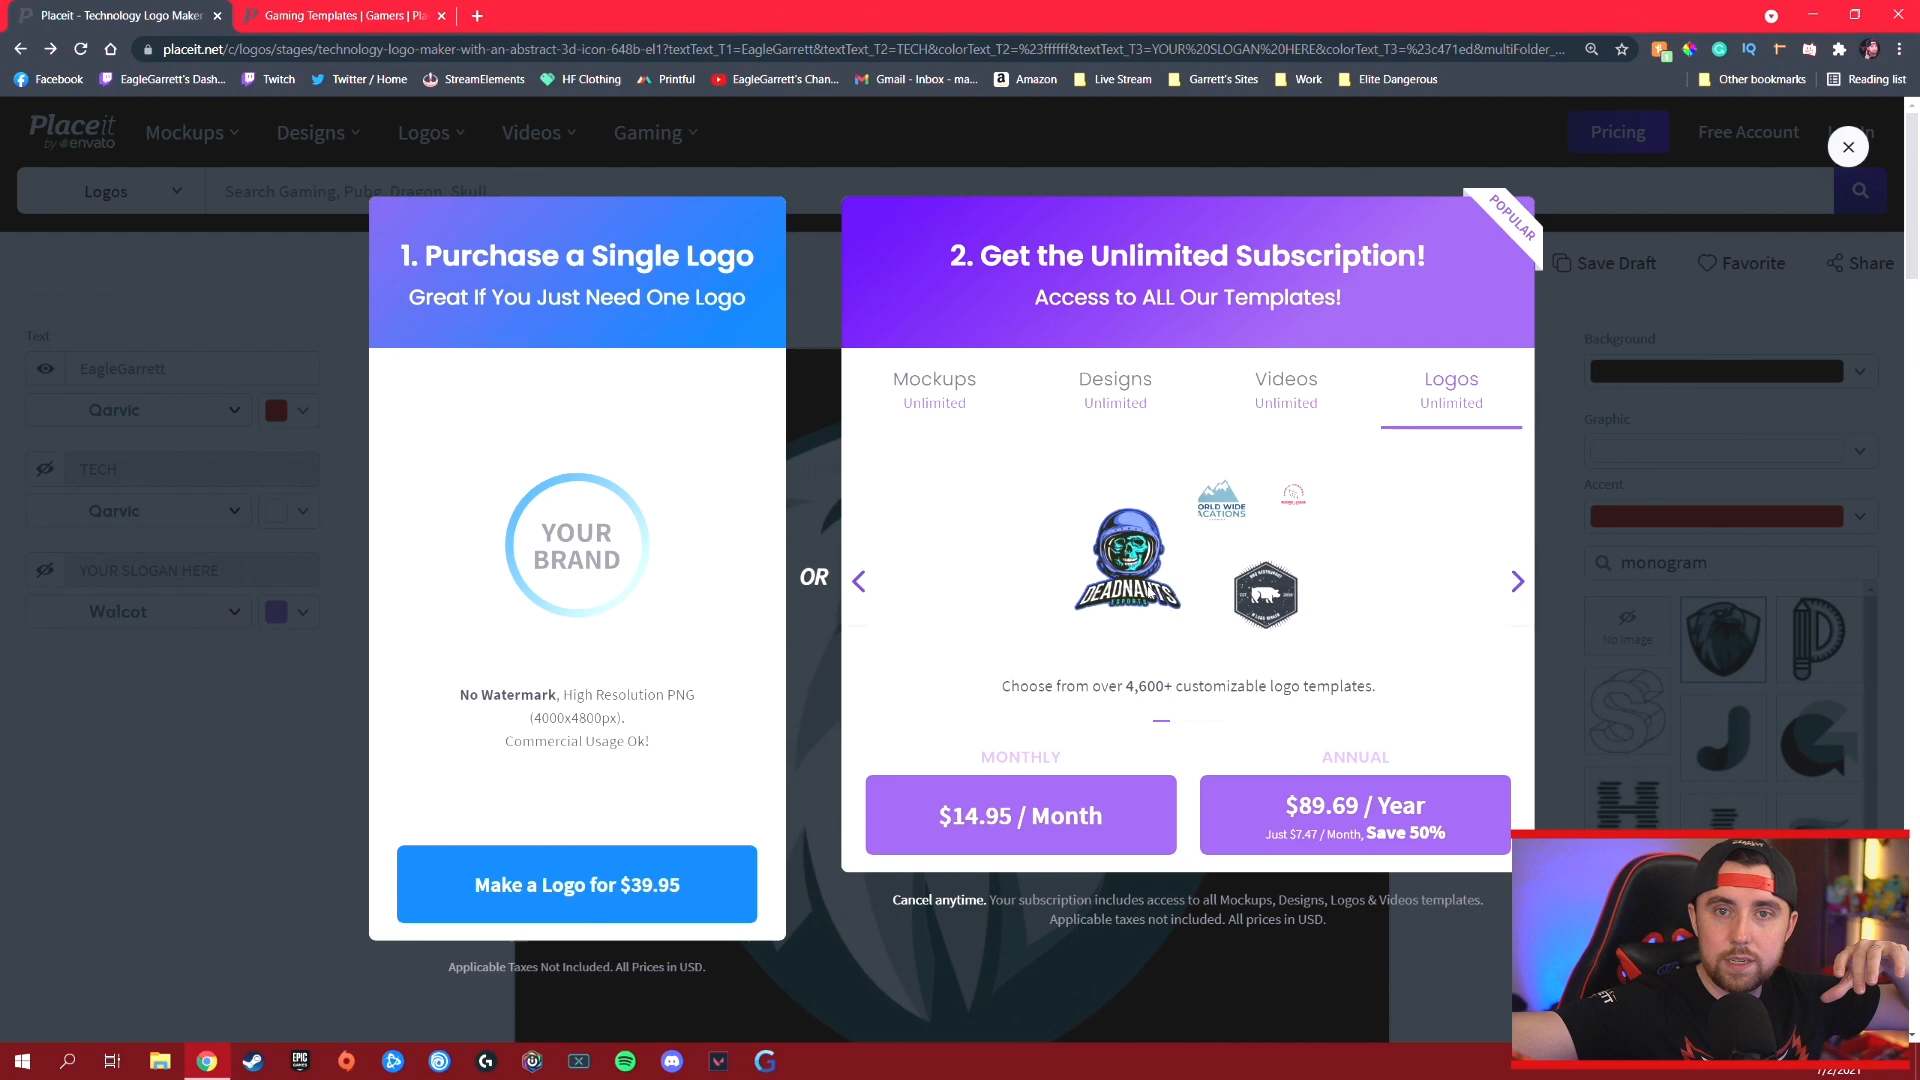 Placeit - Technology Logo Maker
Gaming Templates | Gamers | Pla
placeit.net/c/logos/stages/technology-logo-maker-with-an-abstract-3d-icon-648b-el1?textText_T1=EagleGarrett&textText_T2=TECH&colorText_T2=%23ffffff&textText_T3=YOUR%20SLOGAN%20HERE&colorText_T3=%23c471ed&multiFolder_...
Facebook
EagleGarrett's Dash...
Twitch
Twitter / Home
StreamElements
HF Clothing
Printful
EagleGarrett's Chan...
Gmail - Inbox - ma...
Amazon
Live Stream
Garrett's Sites
Work
Elite Dangerous
Other bookmarks
Reading list
Placeit
by envato
Mockups
Designs
Logos
Videos
Gaming
Pricing
Free Account
Logos
Search Gaming, Pubg, Dragon, Skull...
Save Draft
Favorite
Share
1. Purchase a Single Logo
Great If You Just Need One Logo
YOUR
BRAND
No Watermark, High Resolution PNG
(4000x4800px).
Commercial Usage Ok!
Make a Logo for $39.95
Applicable Taxes Not Included. All Prices in USD.
OR
POPULAR
2. Get the Unlimited Subscription!
Access to ALL Our Templates!
Mockups
Unlimited
Designs
Unlimited
Videos
Unlimited
Logos
Unlimited
DEADNAUTS
ESPORTS
ORLD WIDE
ACATIONS
Choose from over 4,600+ customizable logo templates.
MONTHLY
$14.95 / Month
ANNUAL
$89.69 / Year
Just $7.47 / Month, Save 50%
Cancel anytime. Your subscription includes access to all Mockups, Designs, Logos & Videos templates.
Applicable taxes not included. All prices in USD.
Text
EagleGarrett
Qarvic
TECH
Qarvic
YOUR SLOGAN HERE
Walcot
Background
Graphic
Accent
monogram
No Image
EPIC
GAMES
7/2/2021